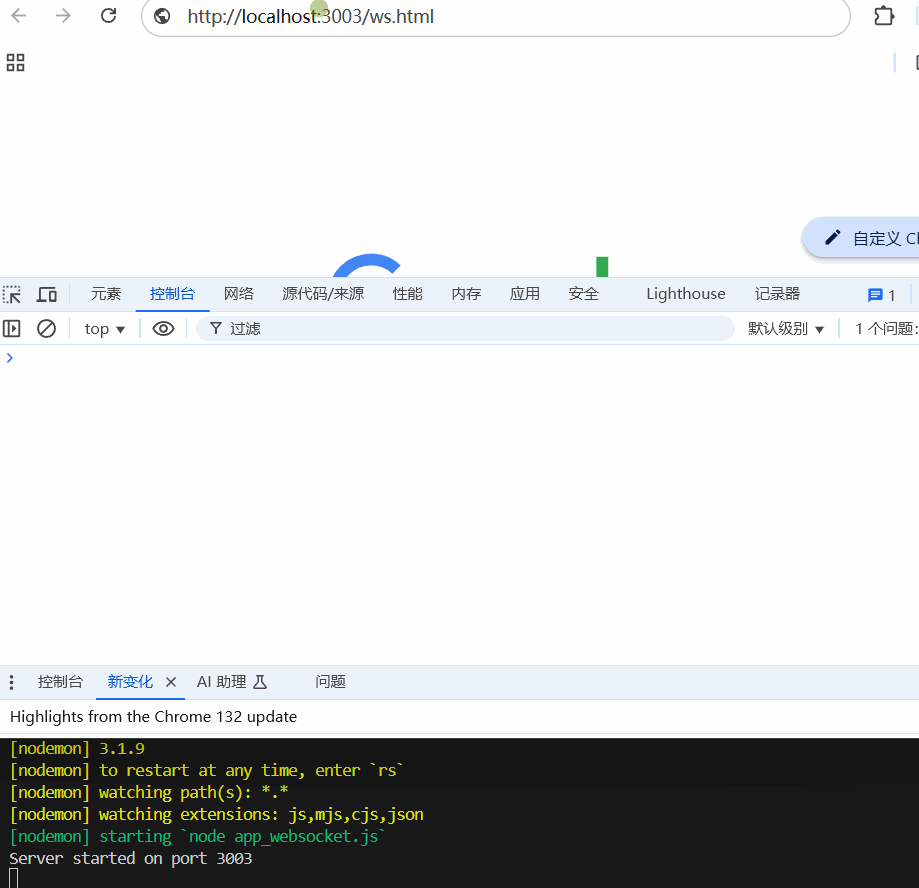 http://localhost:3003/ws.html
自定义
元素 控制台 网络 源代码/来源 性能 内存 应用 安全 Lighthouse 记录器 1
top 过滤 默认级别 1 个问题:
>
控制台 新变化 AI 助理 问题
Highlights from the Chrome 132 update
[nodemon] 3.1.9
[nodemon] to restart at any time, enter `rs`
[nodemon] watching path(s): *.*
[nodemon] watching extensions: js,mjs,cjs,json
[nodemon] starting `node app_websocket.js`
Server started on port 3003